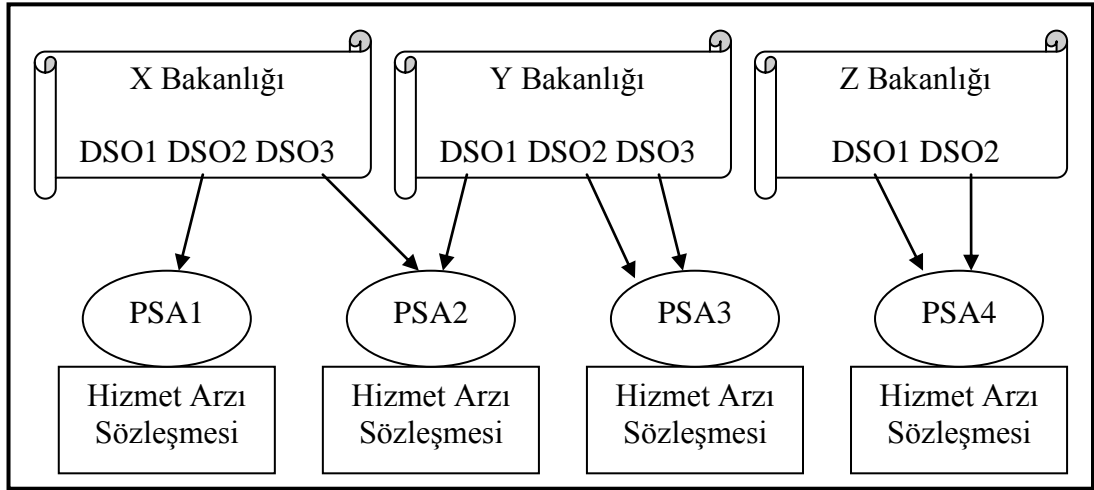 X Bakanlığı
DSO1 DSO2 DSO3
Y Bakanlığı
DSO1 DSO2 DSO3
Z Bakanlığı
DSO1 DSO2
PSA1
PSA2
PSA3
PSA4
Hizmet Arzı
Sözleşmesi
Hizmet Arzı
Sözleşmesi
Hizmet Arzı
Sözleşmesi
Hizmet Arzı
Sözleşmesi